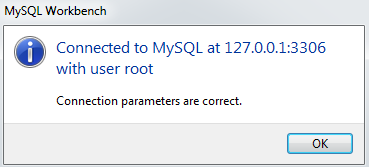 MySQL Workbench
Connected to MySQL at 127.0.0.1:3306
with user root
Connection parameters are correct.
OK